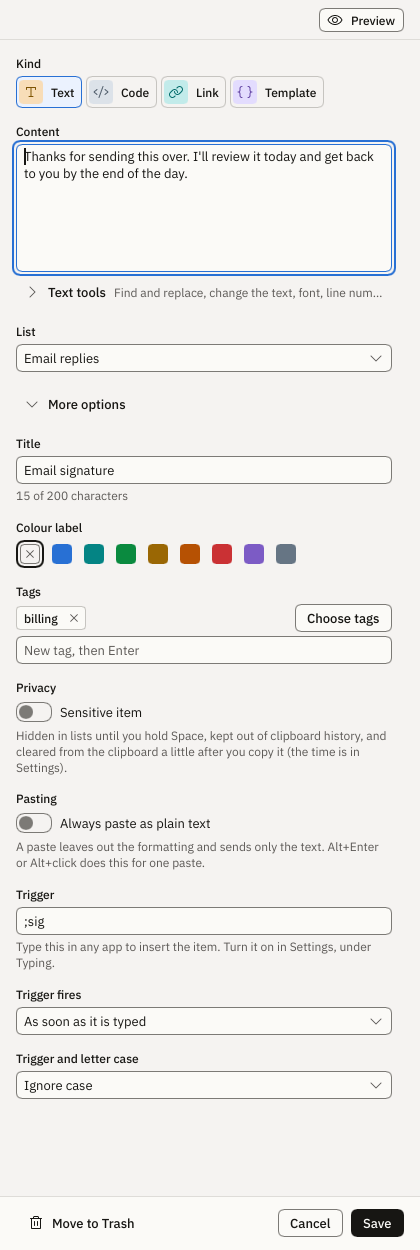 Preview
Kind
T Text </> Code Link { } Template
Content
Thanks for sending this over. I'll review it today and get back
to you by the end of the day.
Text tools Find and replace, change the text, font, line num...
List
Email replies
More options
Title
Email signature
15 of 200 characters
Colour label
Tags
billing
Choose tags
New tag, then Enter
Privacy
Sensitive item
Hidden in lists until you hold Space, kept out of clipboard history, and
cleared from the clipboard a little after you copy it (the time is in
Settings).
Pasting
Always paste as plain text
A paste leaves out the formatting and sends only the text. Alt+Enter
or Alt+click does this for one paste.
Trigger
;sig
Type this in any app to insert the item. Turn it on in Settings, under
Typing.
Trigger fires
As soon as it is typed
Trigger and letter case
Ignore case
Move to Trash
Cancel
Save